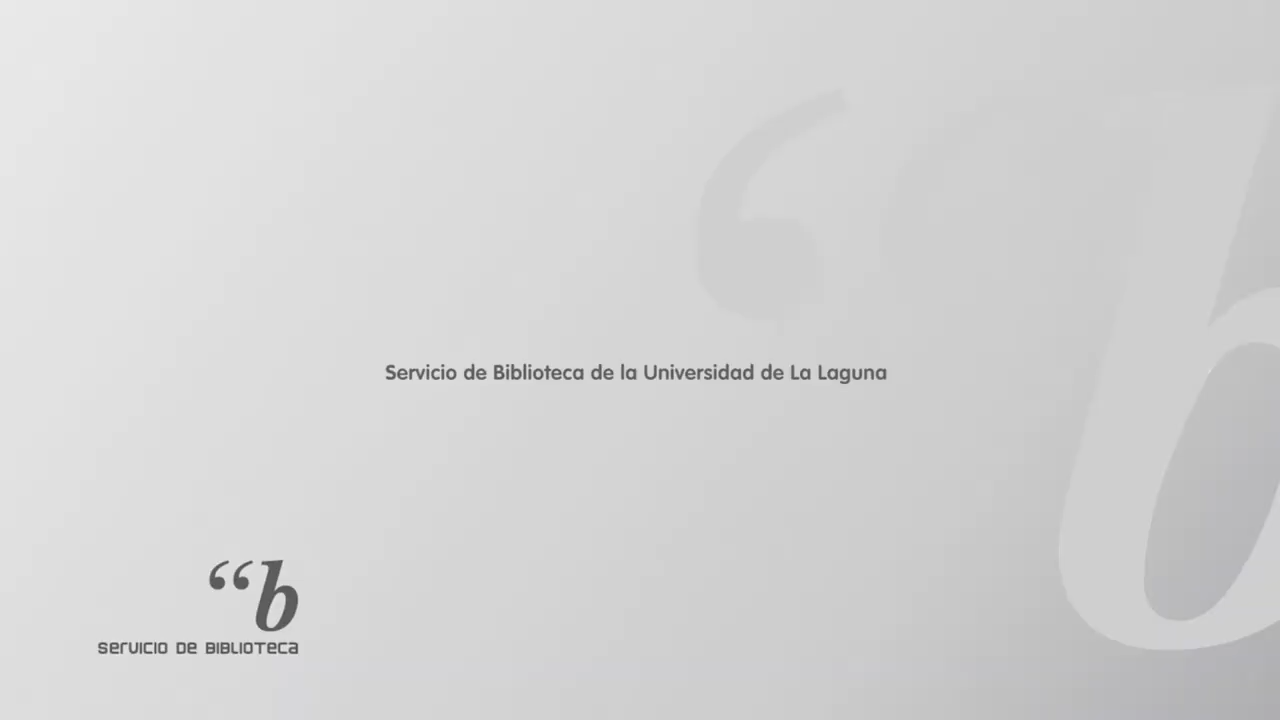 Servicio de Biblioteca de la Universidad de La Laguna
“b
SERVICIO DE BIBLIOTECA